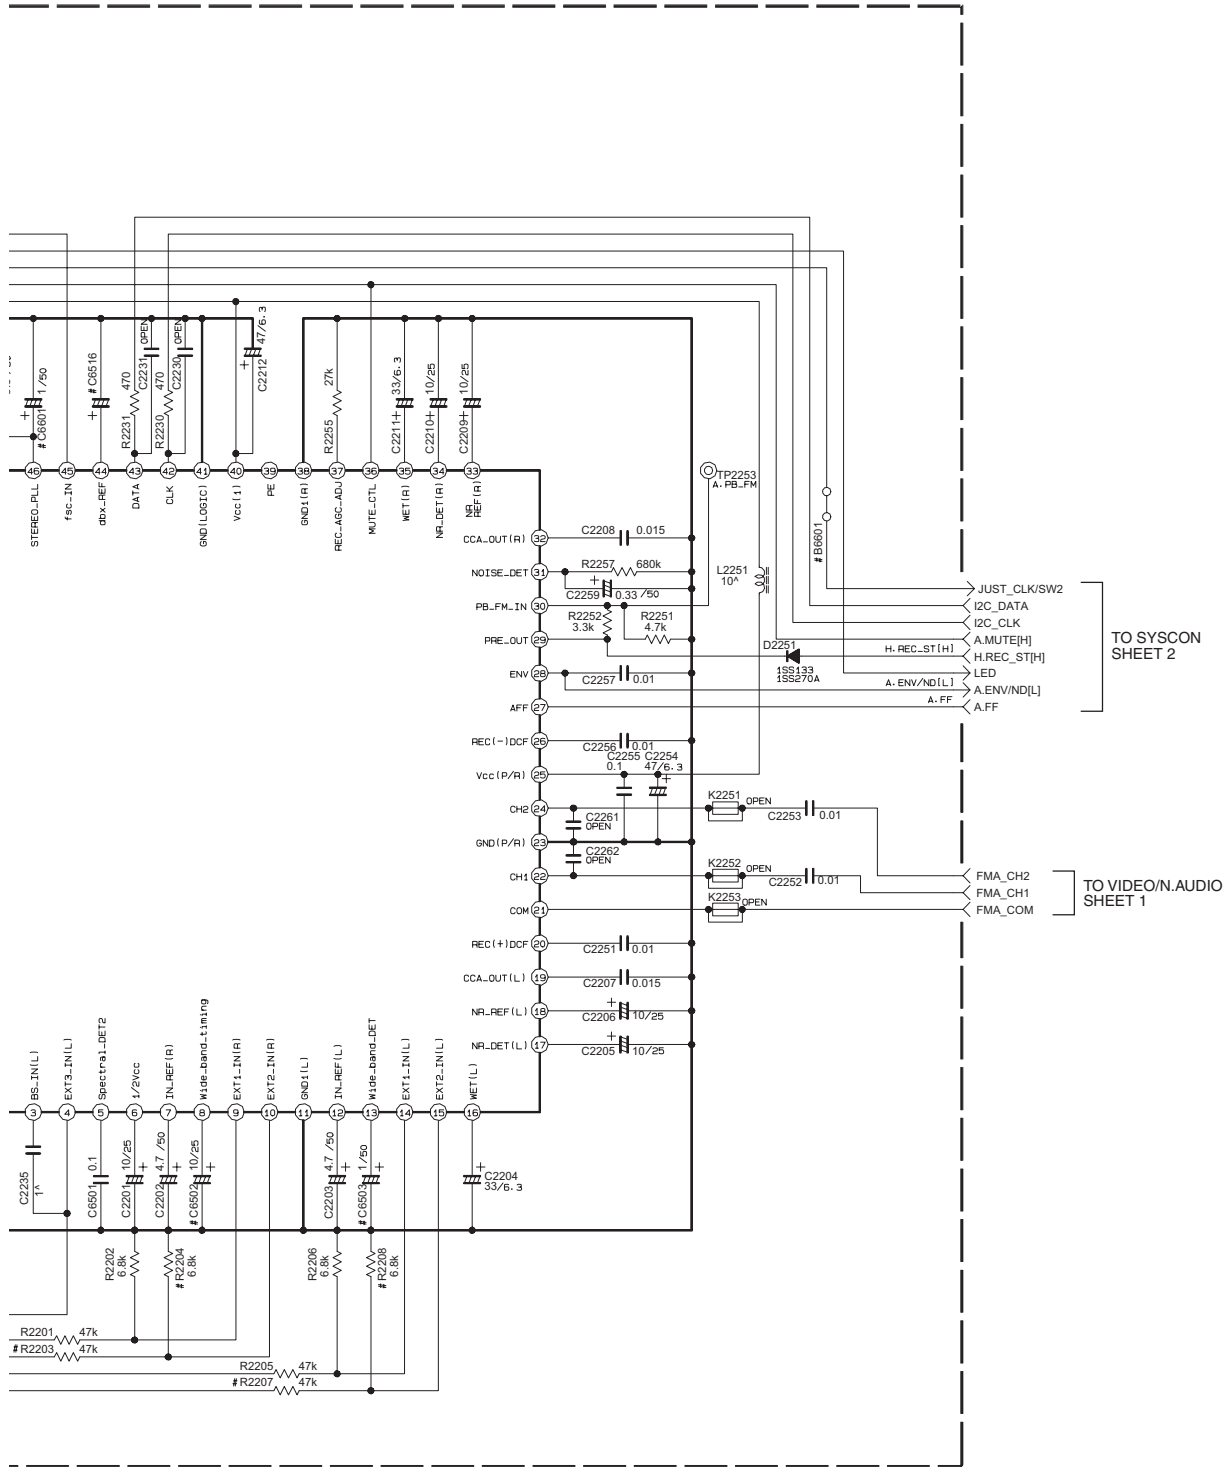 #C6601 1/50
#C6516
R2231 470
C2231 OPEN
R2230 470
C2230 OPEN
C2212 47/6.3
R2255 27k
C2211 33/6.3
C2210 10/25
C2209 10/25
46 45 44 43 42 41 40 39 38 37 36 35 34 33
STEREO_PLL
fsc_IN
dbx_REF
DATA
CLK
GND(LOGIC)
Vcc(1)
PE
GND1(R)
REC_AGC_ADJ
MUTE_CTL
WET(R)
NR_DET(R)
NR
REF(R)
TP2253
A.PB_FM
#B6601
CCA_OUT(R) 32 C2208 0.015
NOISE_DET 31 R2257 680k
L2251
10^
C2259 0.33/50
PB_FM_IN 30
R2252
3.3k
R2251
4.7k
PRE_OUT 29
D2251
1SS133
1SS270A
H.REC_ST[H]
ENV 28 C2257 0.01
A.ENV/ND[L]
AFF 27
A.FF
JUST_CLK/SW2
I2C_DATA
I2C_CLK
A.MUTE[H]
H.REC_ST[H]
LED
A.ENV/ND[L]
A.FF
TO SYSCON
SHEET 2
REC(-)DCF 26 C2256 0.01
C2255
0.1
C2254
47/6.3
Vcc(P/R) 25
CH2 24
C2261
OPEN
K2251 OPEN
C2253 0.01
GND(P/R) 23
C2262
OPEN
CH1 22
K2252 OPEN
C2252 0.01
K2253 OPEN
COM 21
FMA_CH2
FMA_CH1
FMA_COM
TO VIDEO/N.AUDIO
SHEET 1
REC(+)DCF 20 C2251 0.01
CCA_OUT(L) 19 C2207 0.015
NR_REF(L) 18 C2206 10/25
NR_DET(L) 17 C2205 10/25
BS_IN(L)
EXT3_IN(L)
Spectral_DET2
1/2Vcc
IN_REF(R)
Wide_band_timing
EXT1_IN(R)
EXT2_IN(R)
GND1(L)
IN_REF(L)
Wide_band_DET
EXT1_IN(L)
EXT2_IN(L)
WET(L)
3 4 5 6 7 8 9 10 11 12 13 14 15 16
C2235 1^
C6501 0.1
C2201 10/25
C2202 4.7/50
#C6502 10/25
C2203 4.7/50
#C6503 1/50
C2204
33/6.3
R2202 6.8k
#R2204 6.8k
R2206 6.8k
#R2208 6.8k
R2201 47k
#R2203 47k
R2205 47k
#R2207 47k